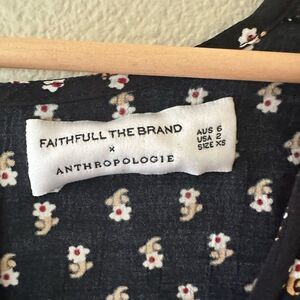 FAITHFULL THE BRAND
×
ANTHROPOLOGIE
AUS 6
USA 2
SIZE XS